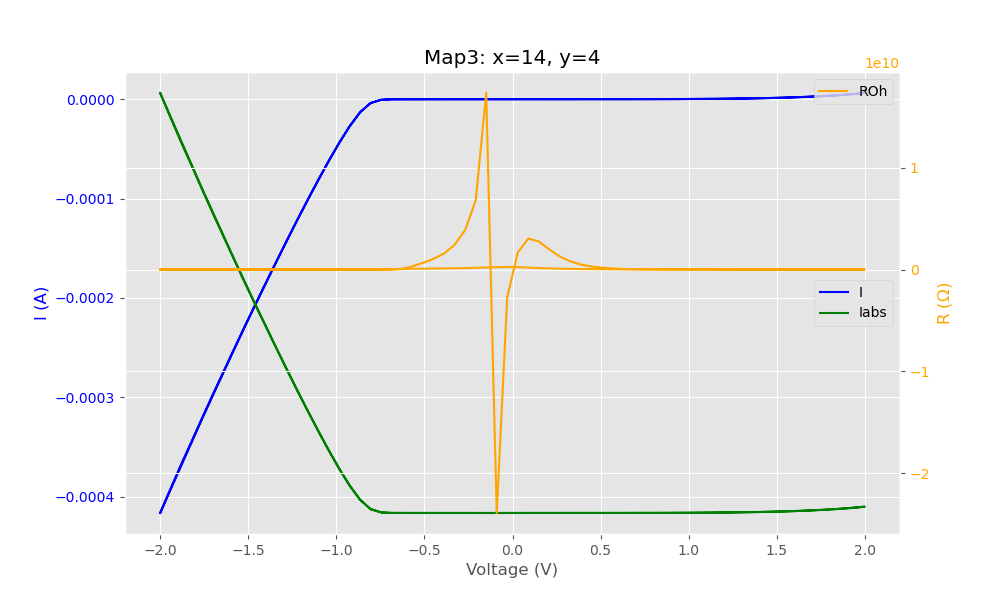 Map3: x=14, y=4
1e10
ROh
0.0000
−0.0001
−0.0002
−0.0003
−0.0004
I (A)
1
0
−1
−2
R (Ω)
I
Iabs
−2.0
−1.5
−1.0
−0.5
0.0
0.5
1.0
1.5
2.0
Voltage (V)